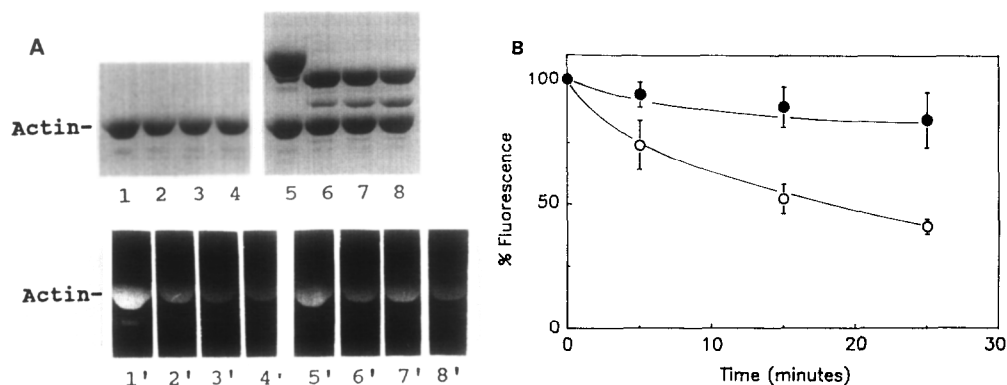 A
Actin-
1 2 3 4
5 6 7 8
Actin-
1' 2' 3' 4' 5' 6' 7' 8'
B
100
50
0
% Fluorescence
0 10 20 30
Time (minutes)